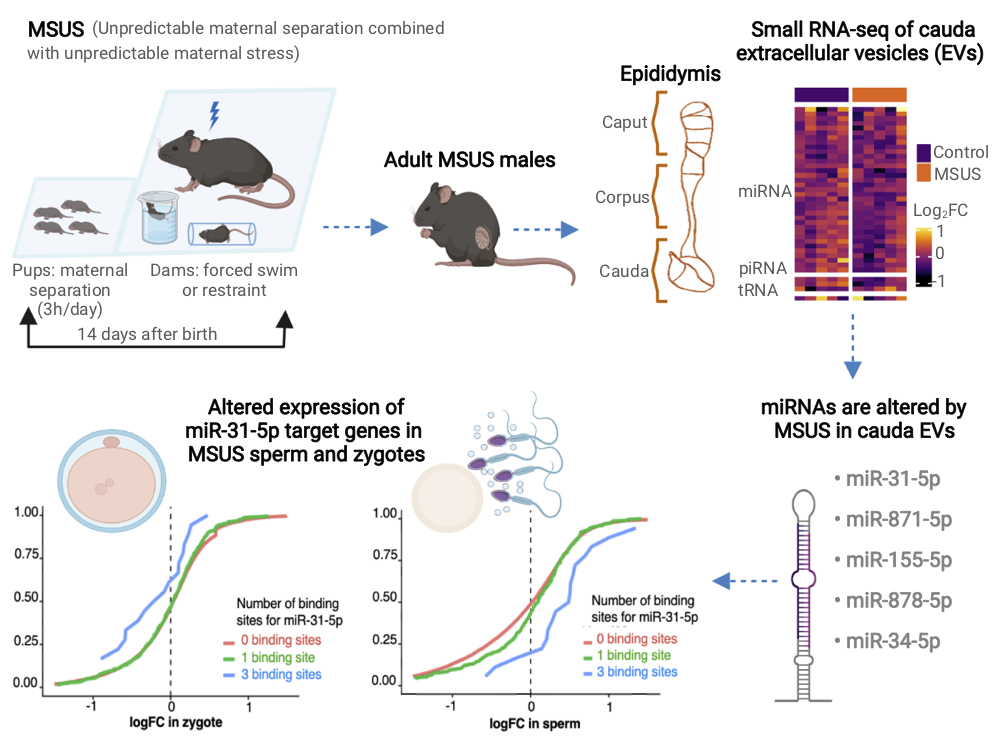 MSUS (Unpredictable maternal separation combined
with unpredictable maternal stress)
Pups: maternal
separation
(3h/day)
Dams: forced swim
or restraint
14 days after birth
Adult MSUS males
Epididymis
Caput
Corpus
Cauda
Small RNA-seq of cauda
extracellular vesicles (EVs)
miRNA
piRNA
tRNA
Control
MSUS
Log₂FC
1
0
-1
miRNAs are altered by
MSUS in cauda EVs
• miR-31-5p
• miR-871-5p
• miR-155-5p
• miR-878-5p
• miR-34-5p
Altered expression of
miR-31-5p target genes in
MSUS sperm and zygotes
1.00
0.75
0.50
0.25
0.00
-1
0
1
logFC in zygote
Number of binding
sites for miR-31-5p
0 binding sites
1 binding site
3 binding sites
1.00
0.75
0.50
0.25
0.00
-1
0
1
logFC in sperm
Number of binding
sites for miR-31-5p
0 binding sites
1 binding site
3 binding sites